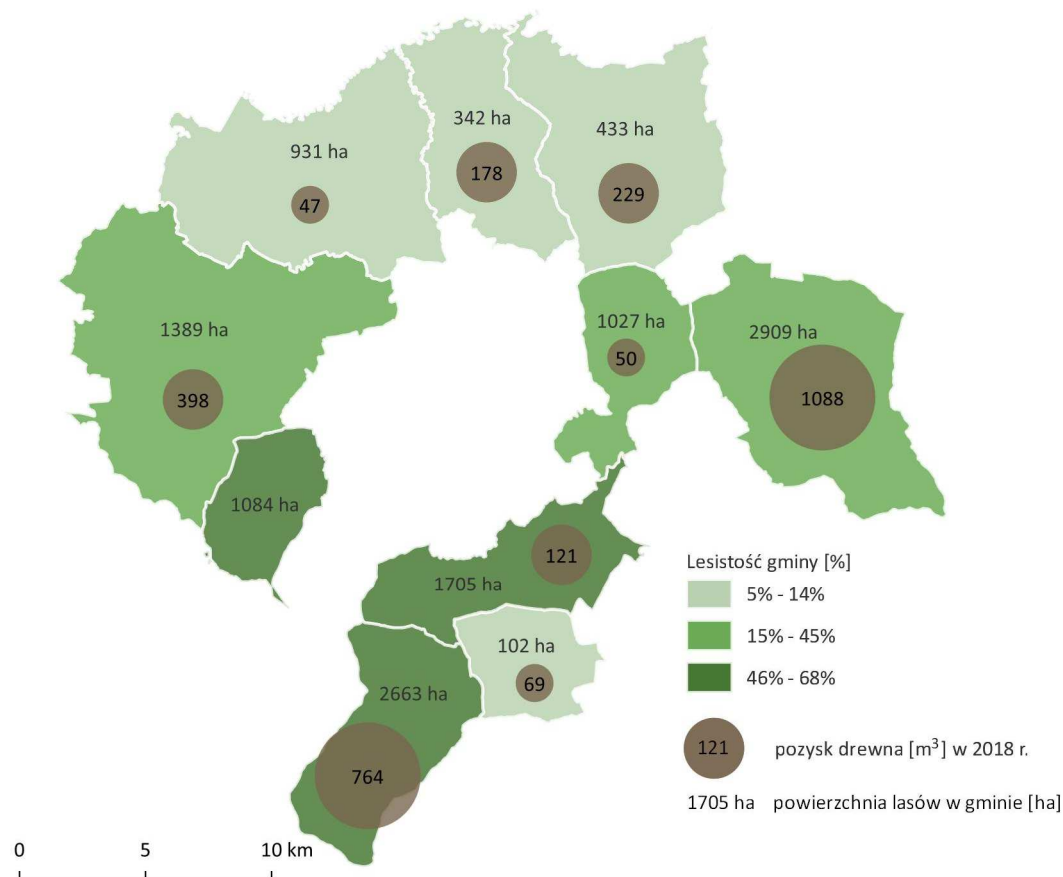 342 ha
433 ha
931 ha
178
229
47
1389 ha
1027 ha
2909 ha
50
398
1088
1084 ha
121
1705 ha
102 ha
69
2663 ha
764
Lesistość gminy [%]
5% - 14%
15% - 45%
46% - 68%
121 pozysk drewna [m³] w 2018 r.
1705 ha powierzchnia lasów w gminie [ha]
0 5 10 km